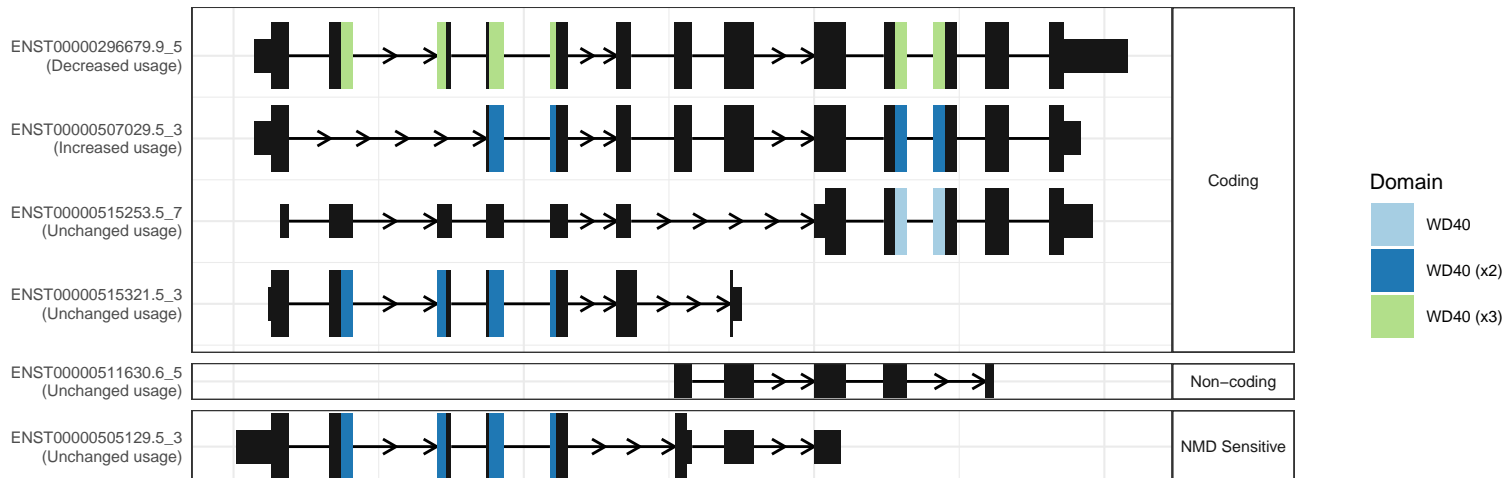 ENST00000296679.9_5
(Decreased usage)
ENST00000507029.5_3
(Increased usage)
ENST00000515253.5_7
(Unchanged usage)
ENST00000515321.5_3
(Unchanged usage)
Coding
ENST00000511630.6_5
(Unchanged usage)
Non−coding
ENST00000505129.5_3
(Unchanged usage)
NMD Sensitive
Domain
WD40
WD40 (x2)
WD40 (x3)